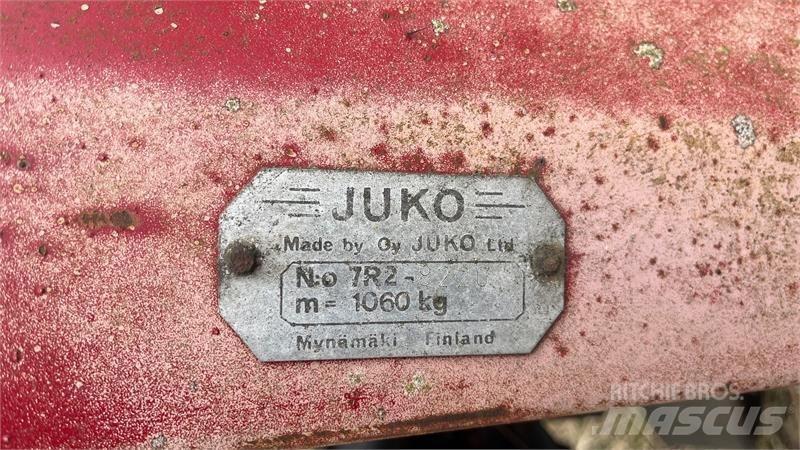 JUKO
Made by Oy JUKO Ltd
N:o 7R2-
m= 1060 kg
Mynämäki Finland
RITCHIE BROS.
MASCUS